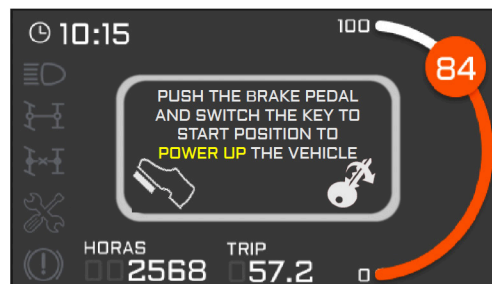 10:15
100
84
PUSH THE BRAKE PEDAL
AND SWITCH THE KEY TO
START POSITION TO
POWER UP THE VEHICLE
HORAS
TRIP
2568
57.2
0